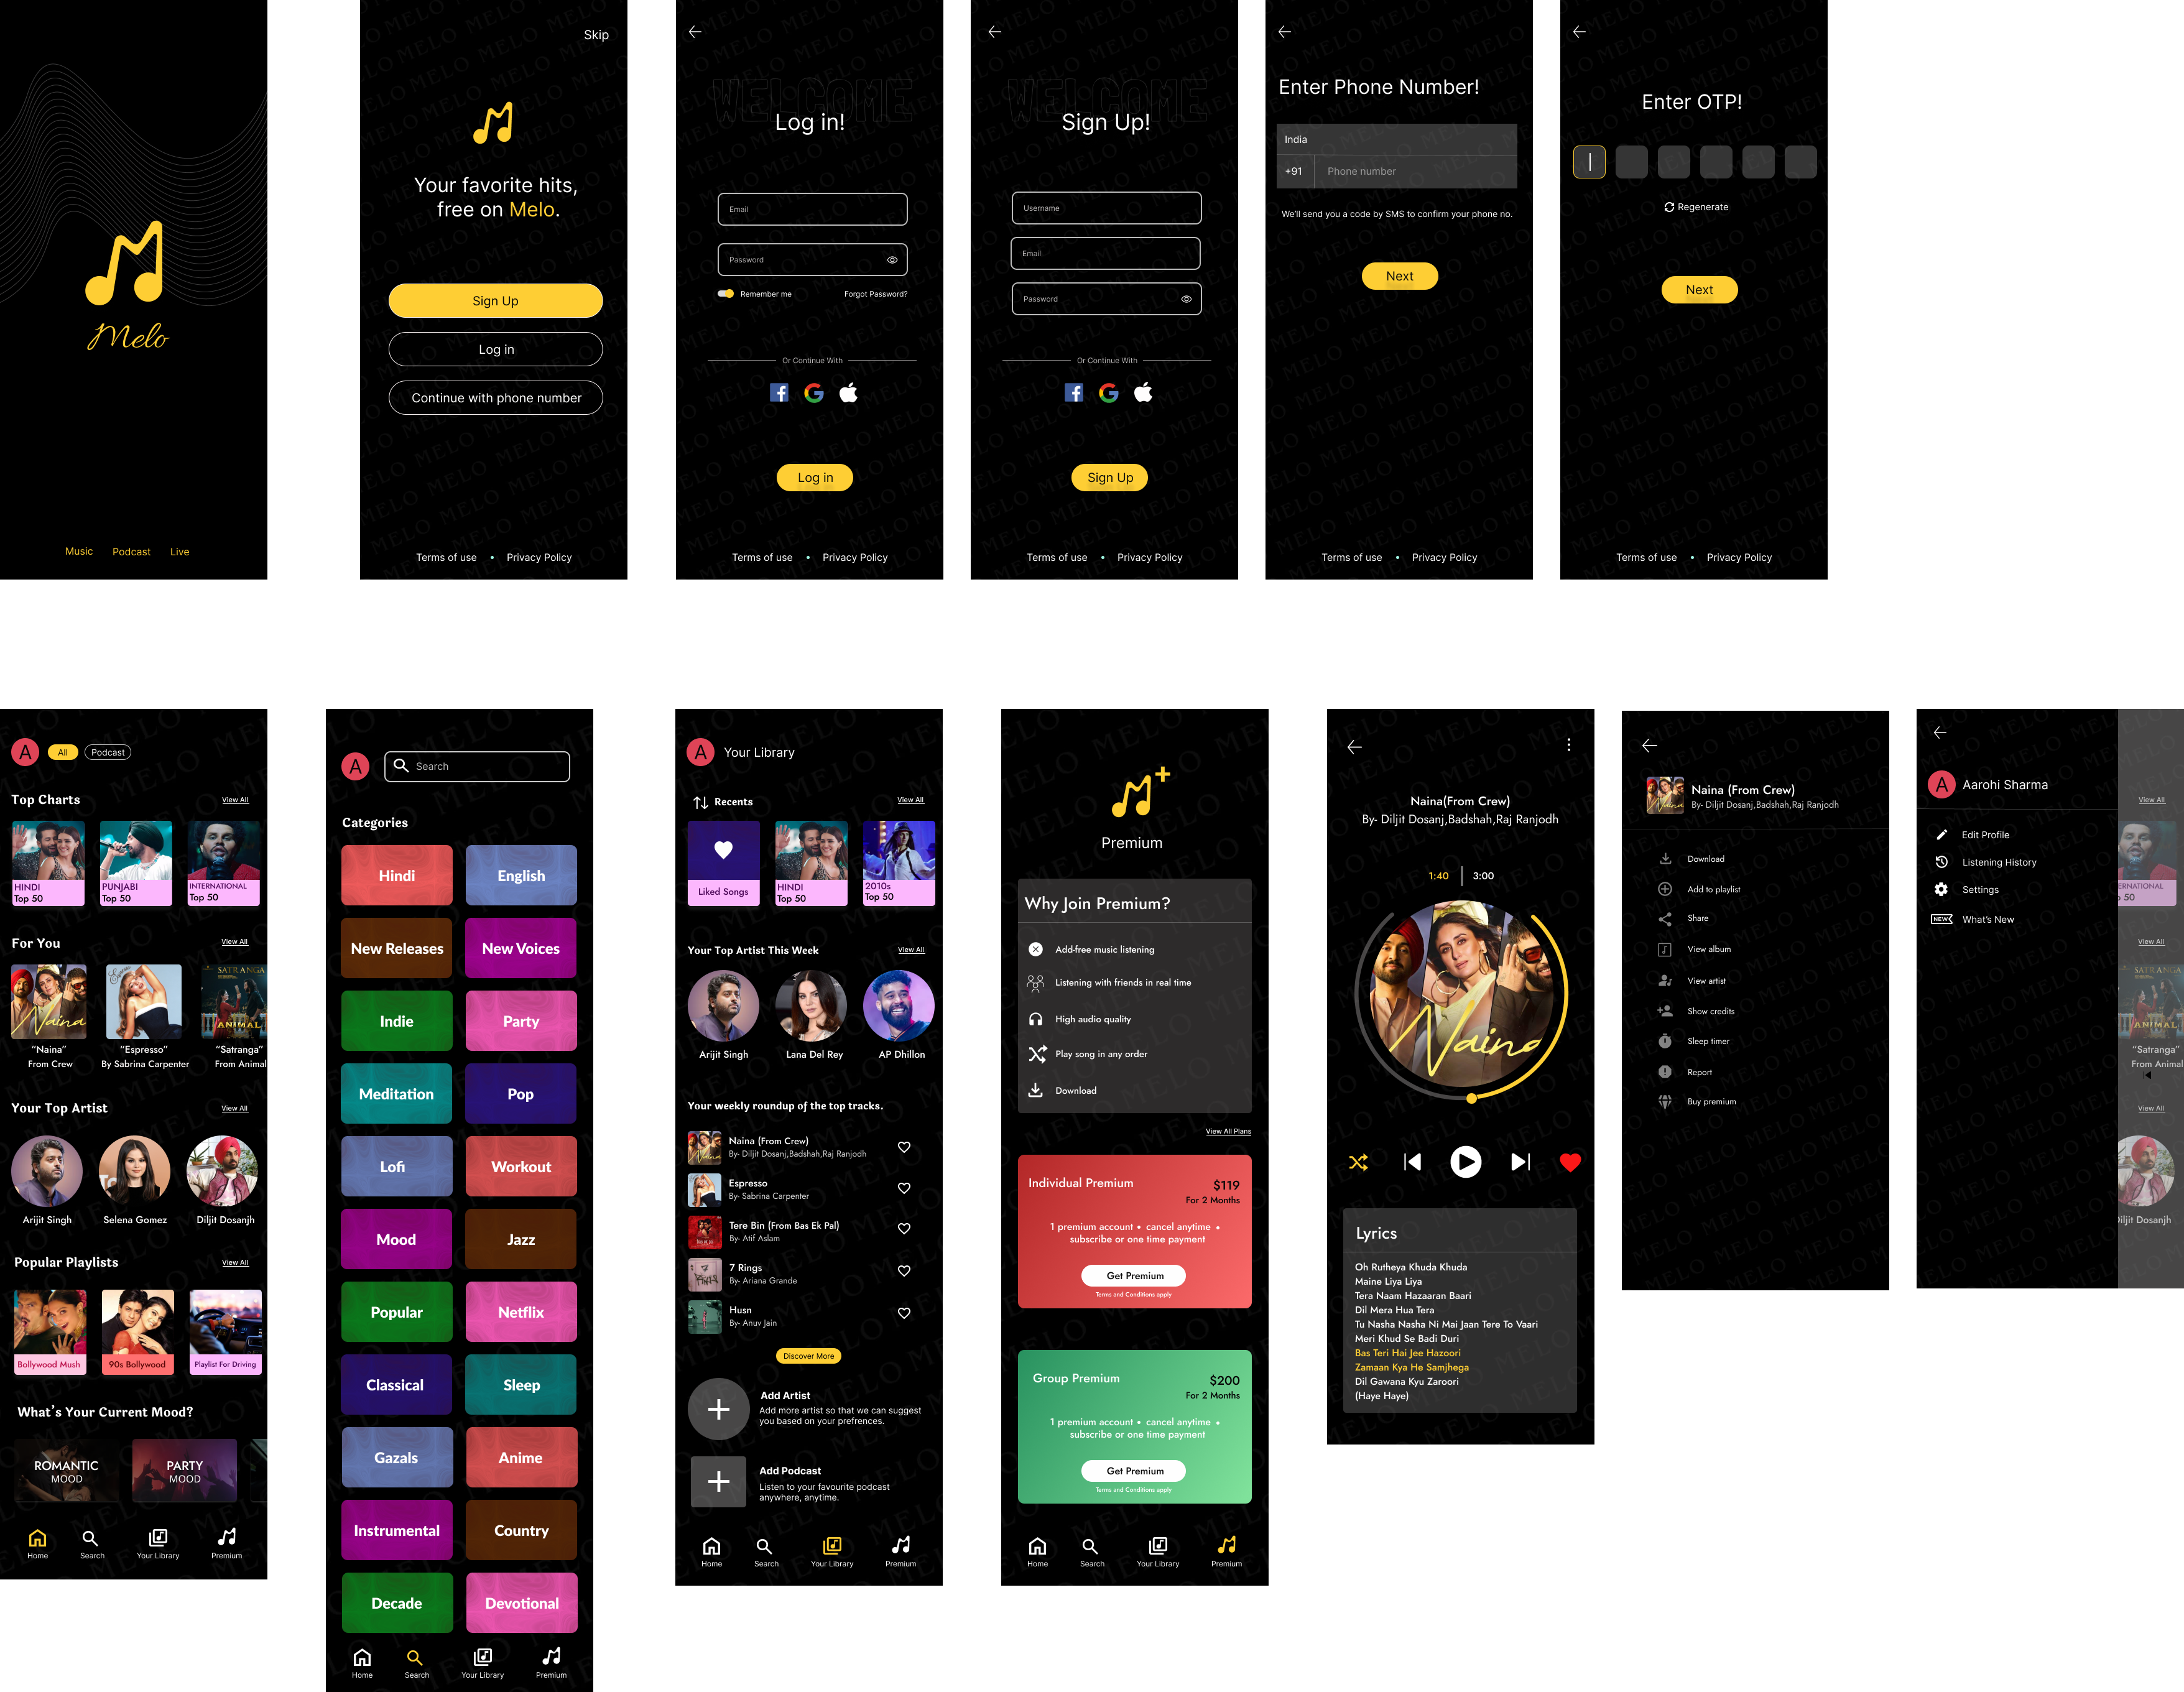 Melo
Music Podcast Live
Skip
Your favorite hits,
free on Melo.
Sign Up
Log in
Continue with phone number
Terms of use • Privacy Policy
WELCOME
Log in!
Email
Password
Remember me Forgot Password?
Or Continue With
Log in
Terms of use • Privacy Policy
WELCOME
Sign Up!
Username
Email
Password
Or Continue With
Sign Up
Terms of use • Privacy Policy
Enter Phone Number!
India
+91 Phone number
We'll send you a code by SMS to confirm your phone no.
Next
Terms of use • Privacy Policy
Enter OTP!
Regenerate
Next
Terms of use • Privacy Policy
A All Podcast
Top Charts View All
HINDI
Top 50
PUNJABI
Top 50
INTERNATIONAL
Top 50
For You View All
Naina
SATRANGA
ANIMAL
“Naina”
From Crew
“Espresso”
By Sabrina Carpenter
“Satranga”
From Animal
Your Top Artist View All
Arijit Singh Selena Gomez Diljit Dosanjh
Popular Playlists View All
Bollywood Mush 90s Bollywood Playlist For Driving
What's Your Current Mood?
ROMANTIC
MOOD
PARTY
MOOD
Home Search Your Library Premium
A Search
Categories
Hindi English
New Releases New Voices
Indie Party
Meditation Pop
Lofi Workout
Mood Jazz
Popular Netflix
Classical Sleep
Gazals Anime
Instrumental Country
Decade Devotional
Home Search Your Library Premium
A Your Library
Recents View All
Liked Songs
HINDI
Top 50
2010s
Top 50
Your Top Artist This Week View All
Arijit Singh Lana Del Rey AP Dhillon
Your weekly roundup of the top tracks.
Naina (From Crew)
By- Diljit Dosanj,Badshah,Raj Ranjodh
Espresso
By- Sabrina Carpenter
Tere Bin (From Bas Ek Pal)
By- Atif Aslam
7 Rings
By- Ariana Grande
Husn
By- Anuv Jain
Discover More
Add Artist
Add more artist so that we can suggest
you based on your prefrences.
Add Podcast
Listen to your favourite podcast
anywhere, anytime.
Home Search Your Library Premium
Premium
Why Join Premium?
Add-free music listening
Listening with friends in real time
High audio quality
Play song in any order
Download
View All Plans
Individual Premium $119
For 2 Months
1 premium account • cancel anytime •
subscribe or one time payment
Get Premium
Terms and Conditions apply
Group Premium $200
For 2 Months
1 premium account • cancel anytime •
subscribe or one time payment
Get Premium
Terms and Conditions apply
Home Search Your Library Premium
Naina(From Crew)
By- Diljit Dosanj,Badshah,Raj Ranjodh
1:40 3:00
Naina
Lyrics
Oh Rutheya Khuda Khuda
Maine Liya Liya
Tera Naam Hazaaran Baari
Dil Mera Hua Tera
Tu Nasha Nasha Ni Mai Jaan Tere To Vaari
Meri Khud Se Badi Duri
Bas Teri Hai Jee Hazoori
Zamaan Kya He Samjhega
Dil Gawana Kyu Zaroori
(Haye Haye)
Naina (From Crew)
By- Diljit Dosanj,Badshah,Raj Ranjodh
Download
Add to playlist
Share
View album
View artist
Show credits
Sleep timer
Report
Buy premium
A Aarohi Sharma
Edit Profile
Listening History
Settings
NEW What's New
View All
ERNATIONAL
50
View All
SATRANGA
ANIMAL
“Satranga”
From Animal
View All
Diljit Dosanjh